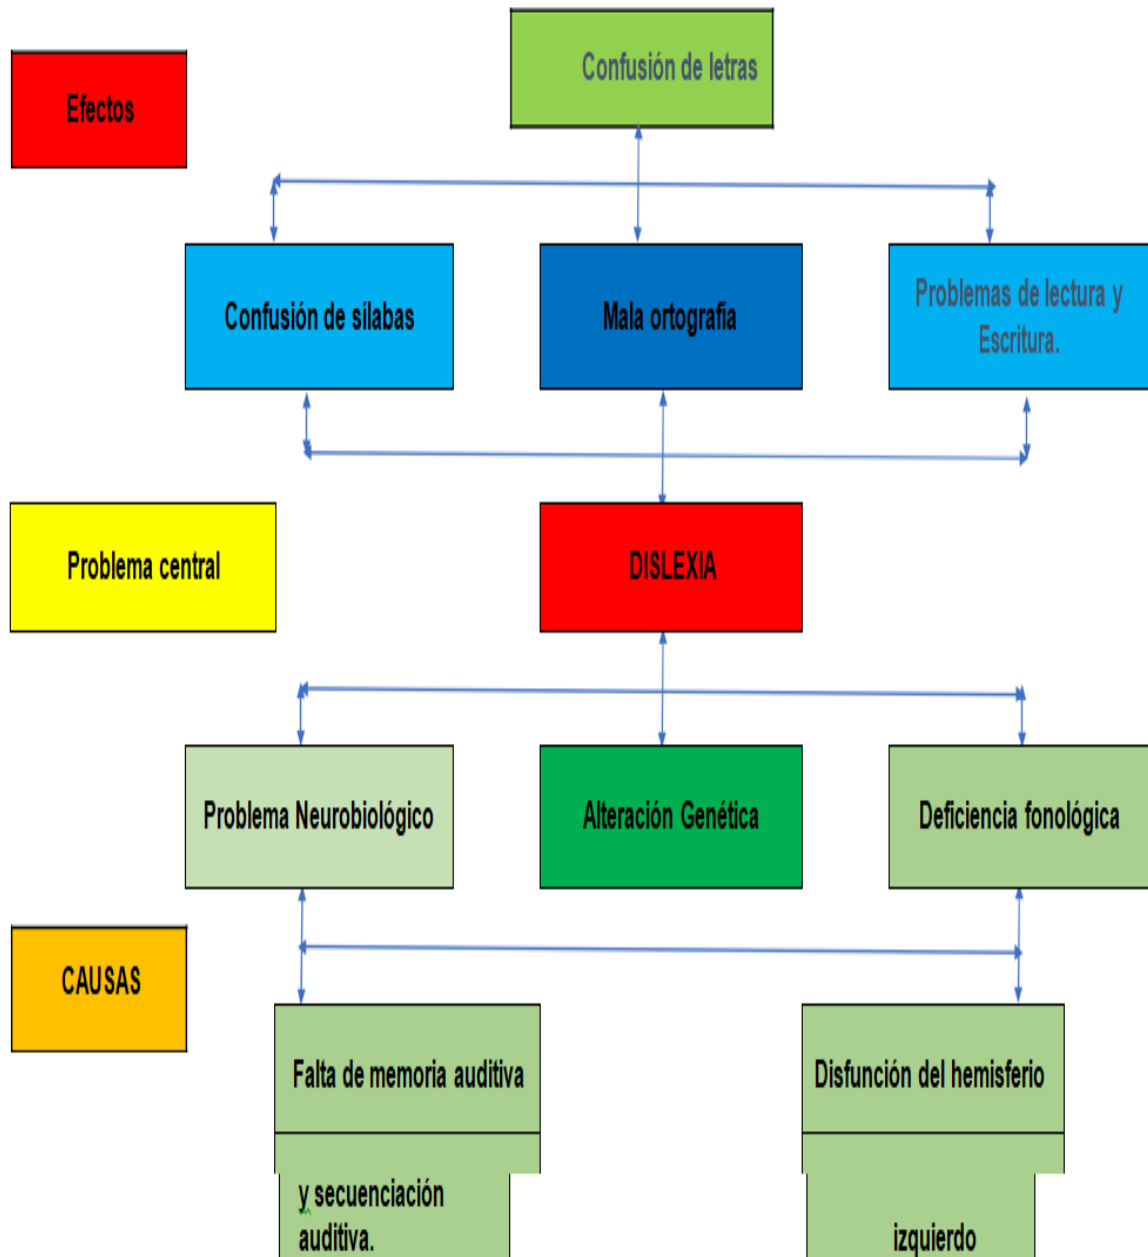 Confusión de letras
Efectos
Confusión de sílabas
Mala ortografía
Problemas de lectura y
Escritura.
Problema central
DISLEXIA
Problema Neurobiológico
Alteración Genética
Deficiencia fonológica
CAUSAS
Falta de memoria auditiva
y secuenciación
auditiva.
Disfunción del hemisferio
izquierdo